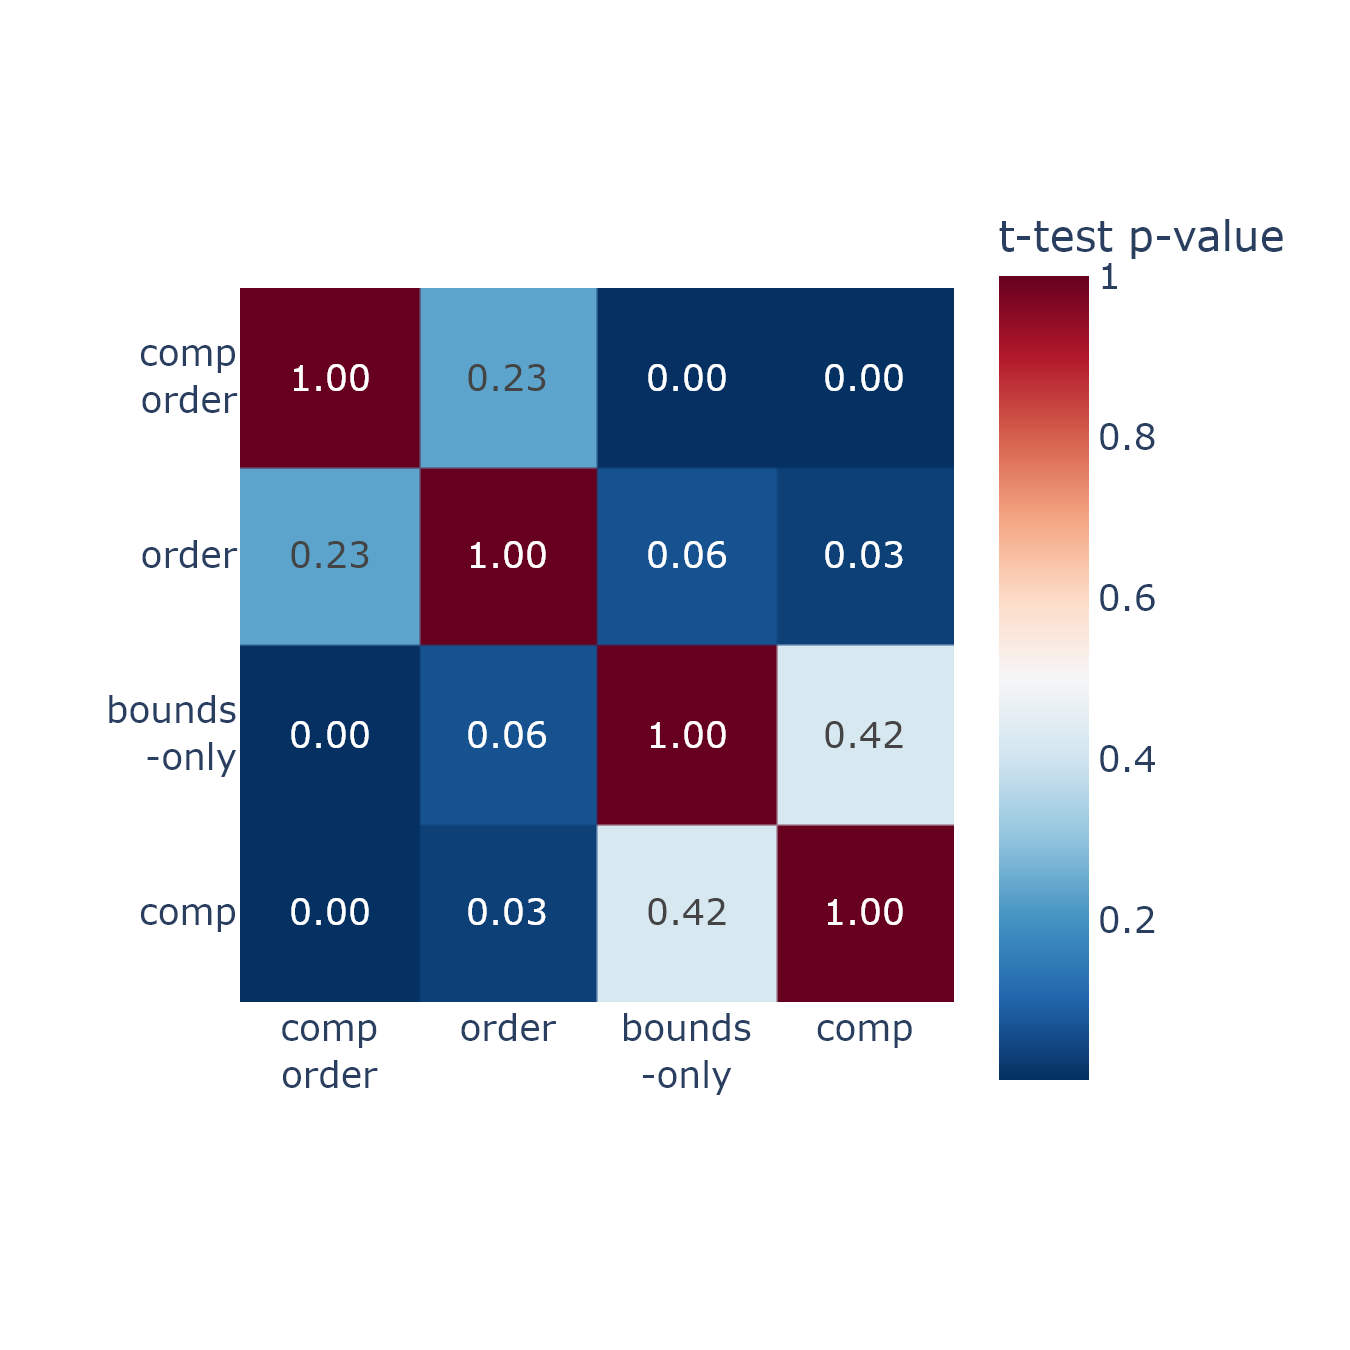 t-test p-value
1
0.8
0.6
0.4
0.2
comp
order
1.00 0.23 0.00 0.00
order
0.23 1.00 0.06 0.03
bounds
-only
0.00 0.06 1.00 0.42
comp
0.00 0.03 0.42 1.00
comp order bounds comp
order -only